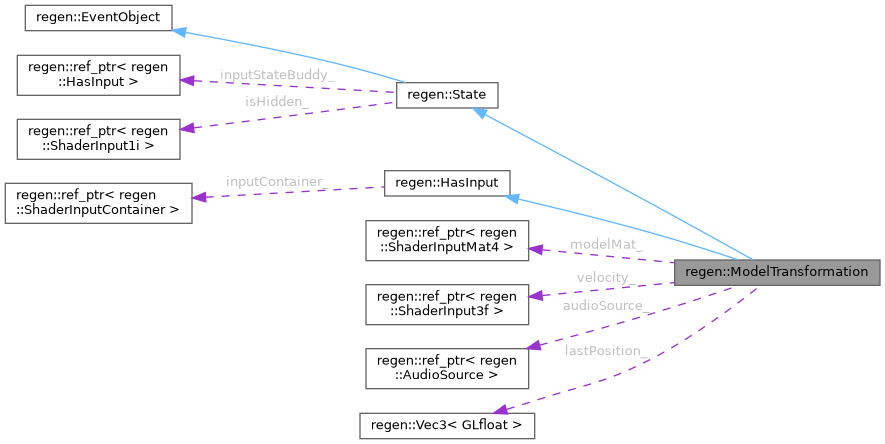 regen::EventObject
regen::ref_ptr< regen
::HasInput >
inputStateBuddy_
regen::State
isHidden_
regen::ref_ptr< regen
::ShaderInput1i >
regen::ref_ptr< regen
::ShaderInputContainer >
inputContainer_
regen::HasInput
regen::ref_ptr< regen
::ShaderInputMat4 >
modelMat_
regen::ModelTransformation
velocity_
regen::ref_ptr< regen
::ShaderInput3f >
audioSource_
regen::ref_ptr< regen
::AudioSource >
lastPosition_
regen::Vec3< GLfloat >